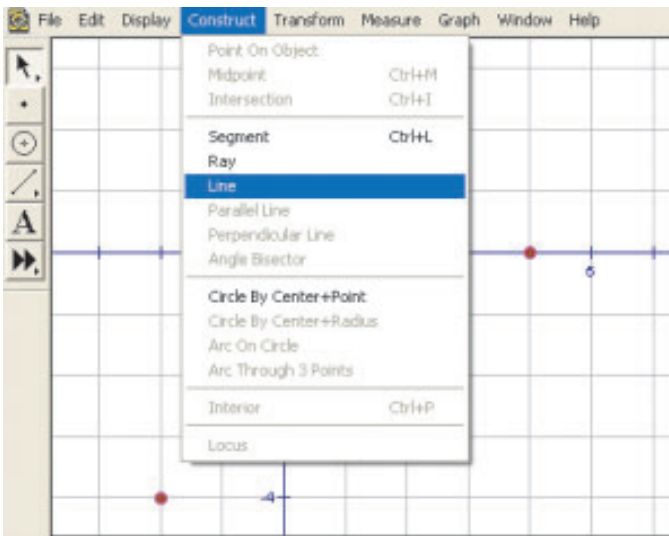 File Edit Display Construct Transform Measure Graph Window Help
Point On Object
Midpoint Ctrl+M
Intersection Ctrl+I
Segment Ctrl+L
Ray
Line
Parallel Line
Perpendicular Line
Angle Bisector
Circle By Center+Point
Circle By Center+Radius
Arc On Circle
Arc Through 3 Points
Interior Ctrl+P
Locus
A
5
-4